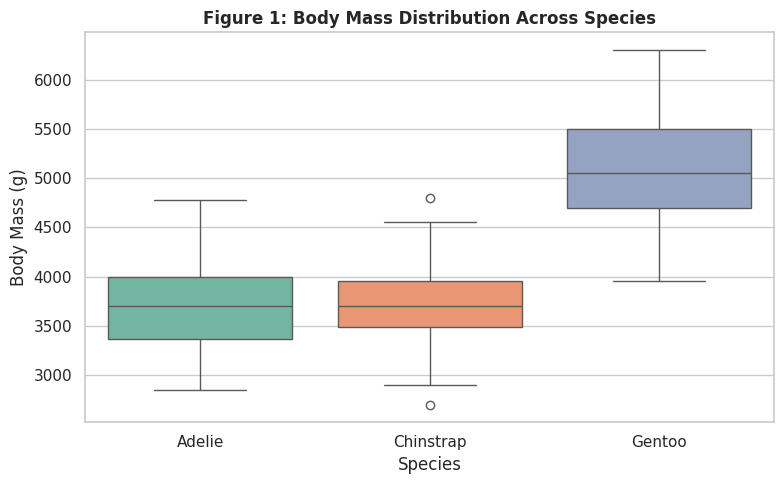 Figure 1: Body Mass Distribution Across Species
Body Mass (g)
6000
5500
5000
4500
4000
3500
3000
Adelie Chinstrap Gentoo
Species